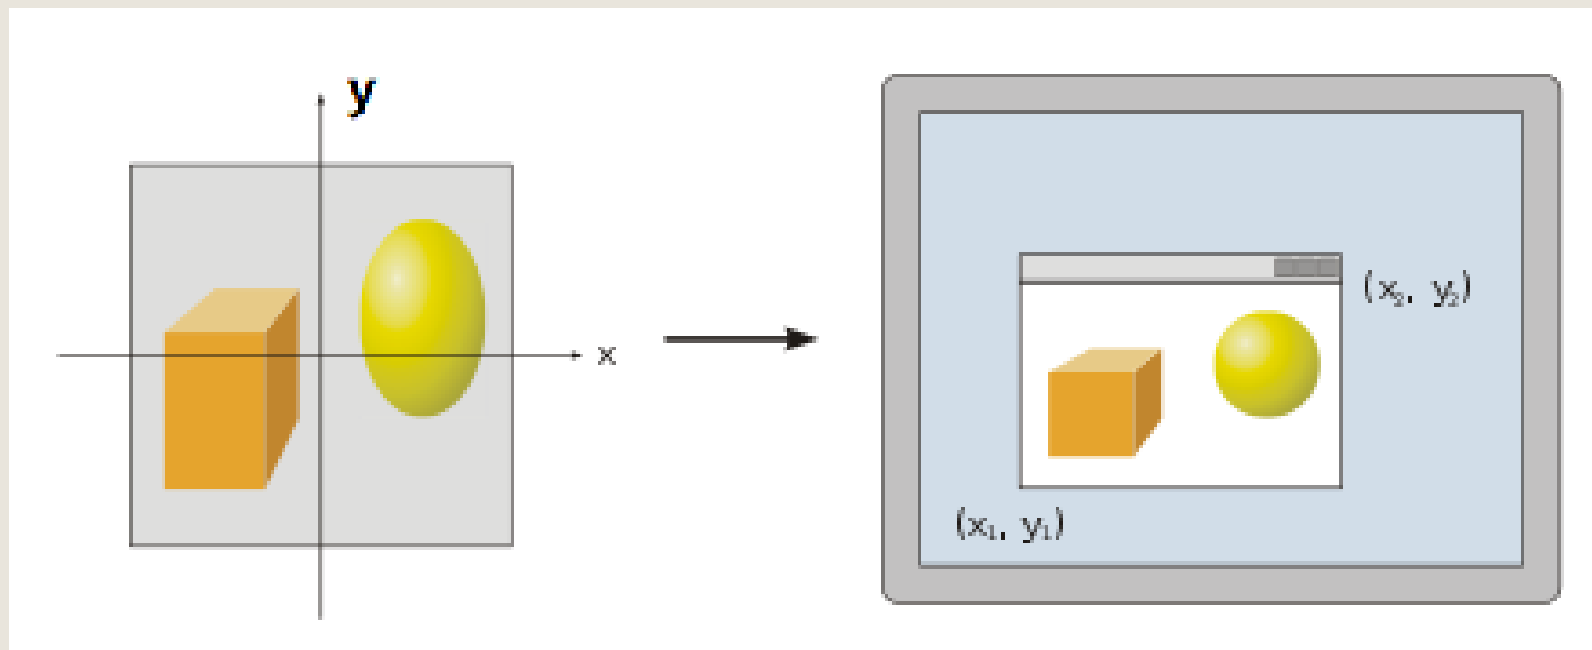 y
x
(x₂, y₂)
(x₁, y₁)